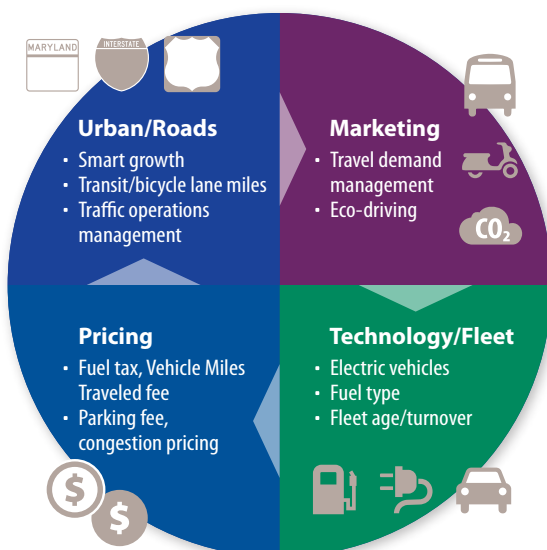 MARYLAND
INTERSTATE
Urban/Roads
• Smart growth
• Transit/bicycle lane miles
• Traffic operations
management
Marketing
• Travel demand
management
• Eco-driving
CO₂
Pricing
• Fuel tax, Vehicle Miles
Traveled fee
• Parking fee,
congestion pricing
$
$
Technology/Fleet
• Electric vehicles
• Fuel type
• Fleet age/turnover